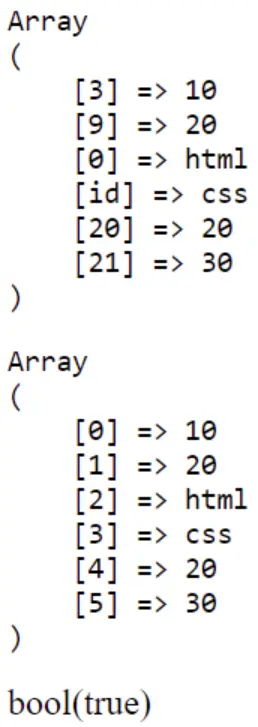 Array
(
    [3] => 10
    [9] => 20
    [0] => html
    [id] => css
    [20] => 20
    [21] => 30
)
Array
(
    [0] => 10
    [1] => 20
    [2] => html
    [3] => css
    [4] => 20
    [5] => 30
)
bool(true)